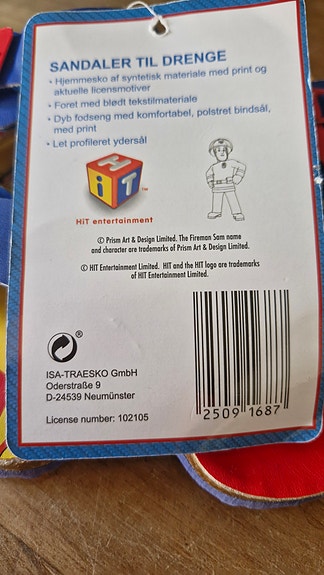 SANDALER TIL DRENGE
• Hjemmesko af syntetisk materiale med print og
aktuelle licensmotiver
• Foret med blødt tekstilmateriale
• Dyb fodseng med komfortabel, polstret bindsål,
med print
• Let profileret ydersål
H
i
T
™
HiT entertainment
© Prism Art & Design Limited. The Fireman Sam name
and character are trademarks of Prism Art & Design Limited.
© HIT Entertainment Limited. HIT and the HIT logo are trademarks
of HIT Entertainment Limited.
®
ISA-TRAESKO GmbH
Oderstraße 9
D-24539 Neumünster
License number: 102105
2509 1687